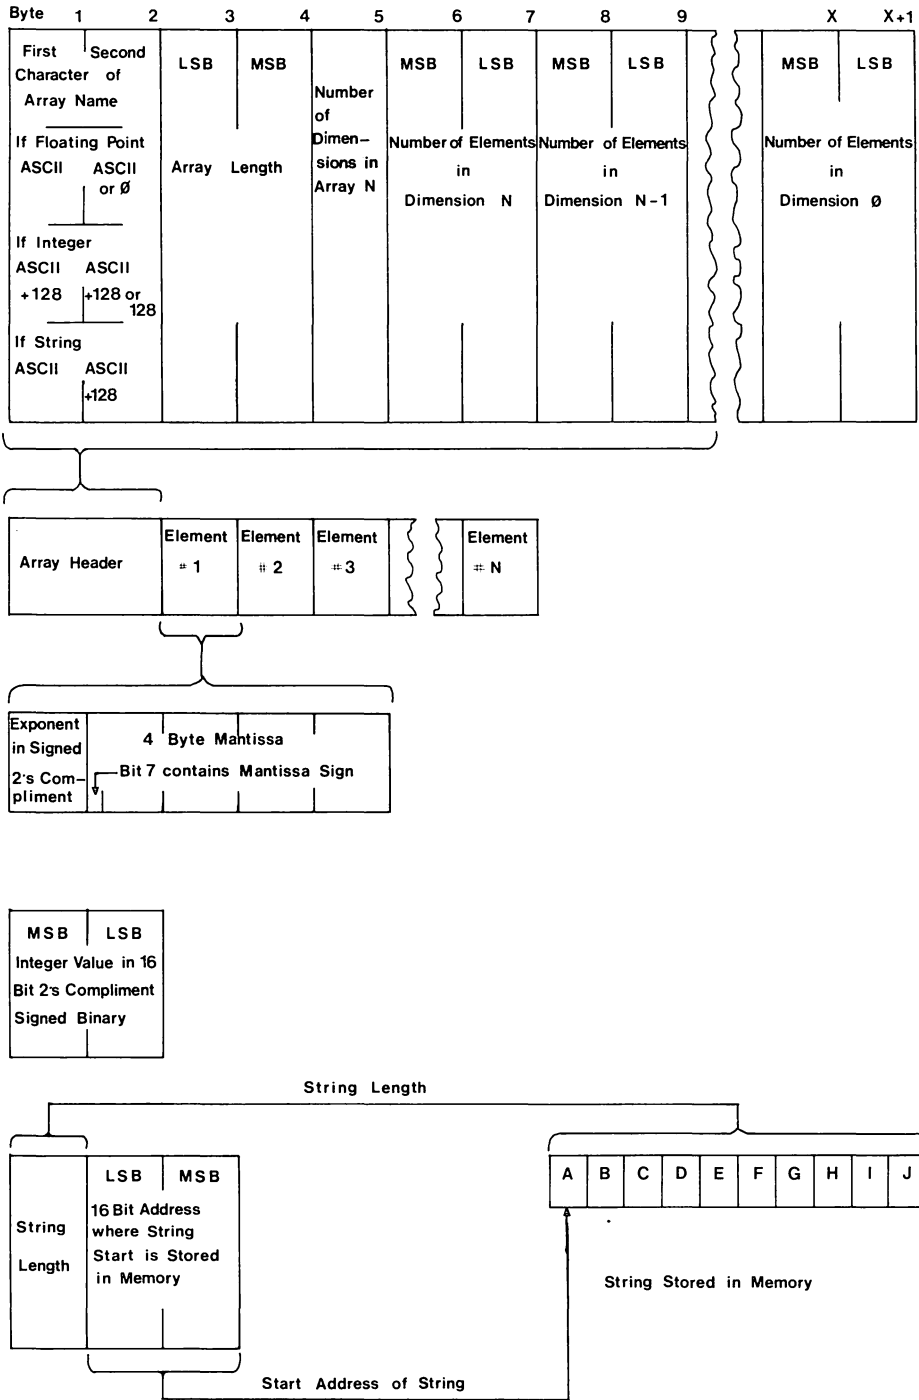 Byte 1 2 3 4 5 6 7 8 9 X X+1
First Second
Character of
Array Name
If Floating Point
ASCII ASCII
or Ø
If Integer
ASCII ASCII
+128 +128 or
128
If String
ASCII ASCII
+128
LSB MSB
Array Length
Number
of
Dimen-
sions in
Array N
MSB LSB
Number of Elements
in
Dimension N
MSB LSB
Number of Elements
in
Dimension N-1
MSB LSB
Number of Elements
in
Dimension Ø
Array Header
Element
#1
Element
#2
Element
#3
Element
#N
Exponent
in Signed
2's Com-
pliment
4 Byte Mantissa
Bit 7 contains Mantissa Sign
MSB LSB
Integer Value in 16
Bit 2's Compliment
Signed Binary
String Length
String
Length
LSB MSB
16 Bit Address
where String
Start is Stored
in Memory
A B C D E F G H I J
String Stored in Memory
Start Address of String